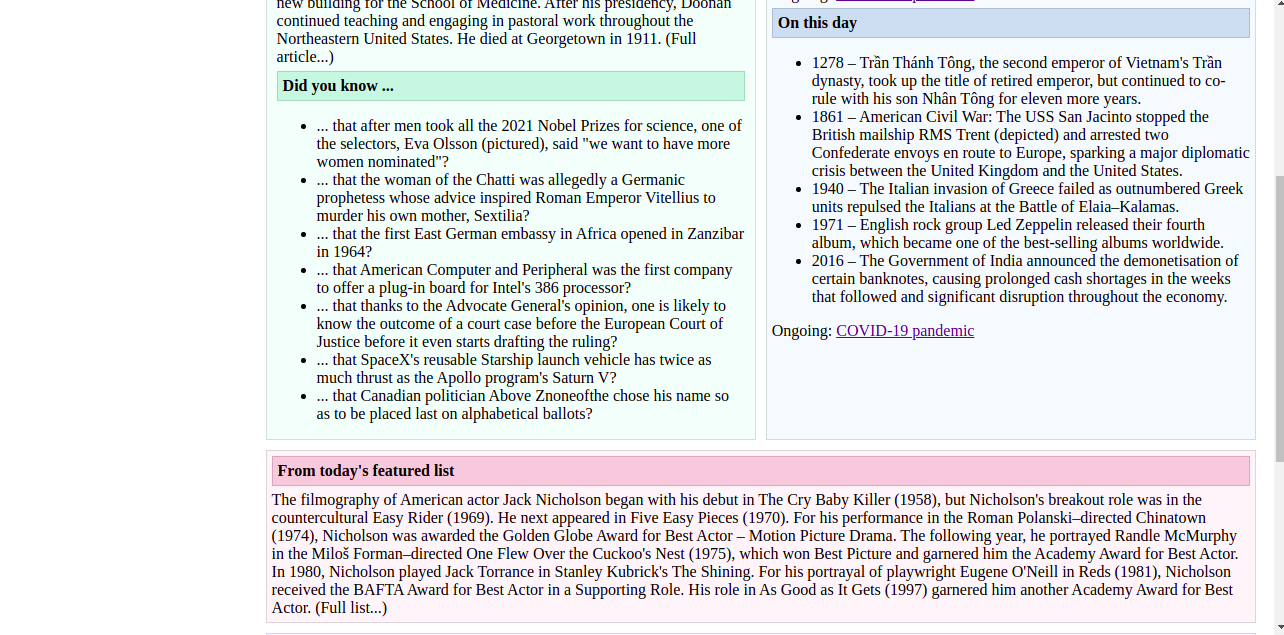 new building for the School of Medicine. After his presidency, Doonan
continued teaching and engaging in pastoral work throughout the
Northeastern United States. He died at Georgetown in 1911. (Full
article...)
Did you know ...
... that after men took all the 2021 Nobel Prizes for science, one of
the selectors, Eva Olsson (pictured), said "we want to have more
women nominated"?
... that the woman of the Chatti was allegedly a Germanic
prophetess whose advice inspired Roman Emperor Vitellius to
murder his own mother, Sextilia?
... that the first East German embassy in Africa opened in Zanzibar
in 1964?
... that American Computer and Peripheral was the first company
to offer a plug-in board for Intel's 386 processor?
... that thanks to the Advocate General's opinion, one is likely to
know the outcome of a court case before the European Court of
Justice before it even starts drafting the ruling?
... that SpaceX's reusable Starship launch vehicle has twice as
much thrust as the Apollo program's Saturn V?
... that Canadian politician Above Znoneofthe chose his name so
as to be placed last on alphabetical ballots?
On this day
1278 – Trần Thánh Tông, the second emperor of Vietnam's Trần
dynasty, took up the title of retired emperor, but continued to co-
rule with his son Nhân Tông for eleven more years.
1861 – American Civil War: The USS San Jacinto stopped the
British mailship RMS Trent (depicted) and arrested two
Confederate envoys en route to Europe, sparking a major diplomatic
crisis between the United Kingdom and the United States.
1940 – The Italian invasion of Greece failed as outnumbered Greek
units repulsed the Italians at the Battle of Elaia–Kalamas.
1971 – English rock group Led Zeppelin released their fourth
album, which became one of the best-selling albums worldwide.
2016 – The Government of India announced the demonetisation of
certain banknotes, causing prolonged cash shortages in the weeks
that followed and significant disruption throughout the economy.
Ongoing: COVID-19 pandemic
From today's featured list
The filmography of American actor Jack Nicholson began with his debut in The Cry Baby Killer (1958), but Nicholson's breakout role was in the
countercultural Easy Rider (1969). He next appeared in Five Easy Pieces (1970). For his performance in the Roman Polanski–directed Chinatown
(1974), Nicholson was awarded the Golden Globe Award for Best Actor – Motion Picture Drama. The following year, he portrayed Randle McMurphy
in the Miloš Forman–directed One Flew Over the Cuckoo's Nest (1975), which won Best Picture and garnered him the Academy Award for Best Actor.
In 1980, Nicholson played Jack Torrance in Stanley Kubrick's The Shining. For his portrayal of playwright Eugene O'Neill in Reds (1981), Nicholson
received the BAFTA Award for Best Actor in a Supporting Role. His role in As Good as It Gets (1997) garnered him another Academy Award for Best
Actor. (Full list...)